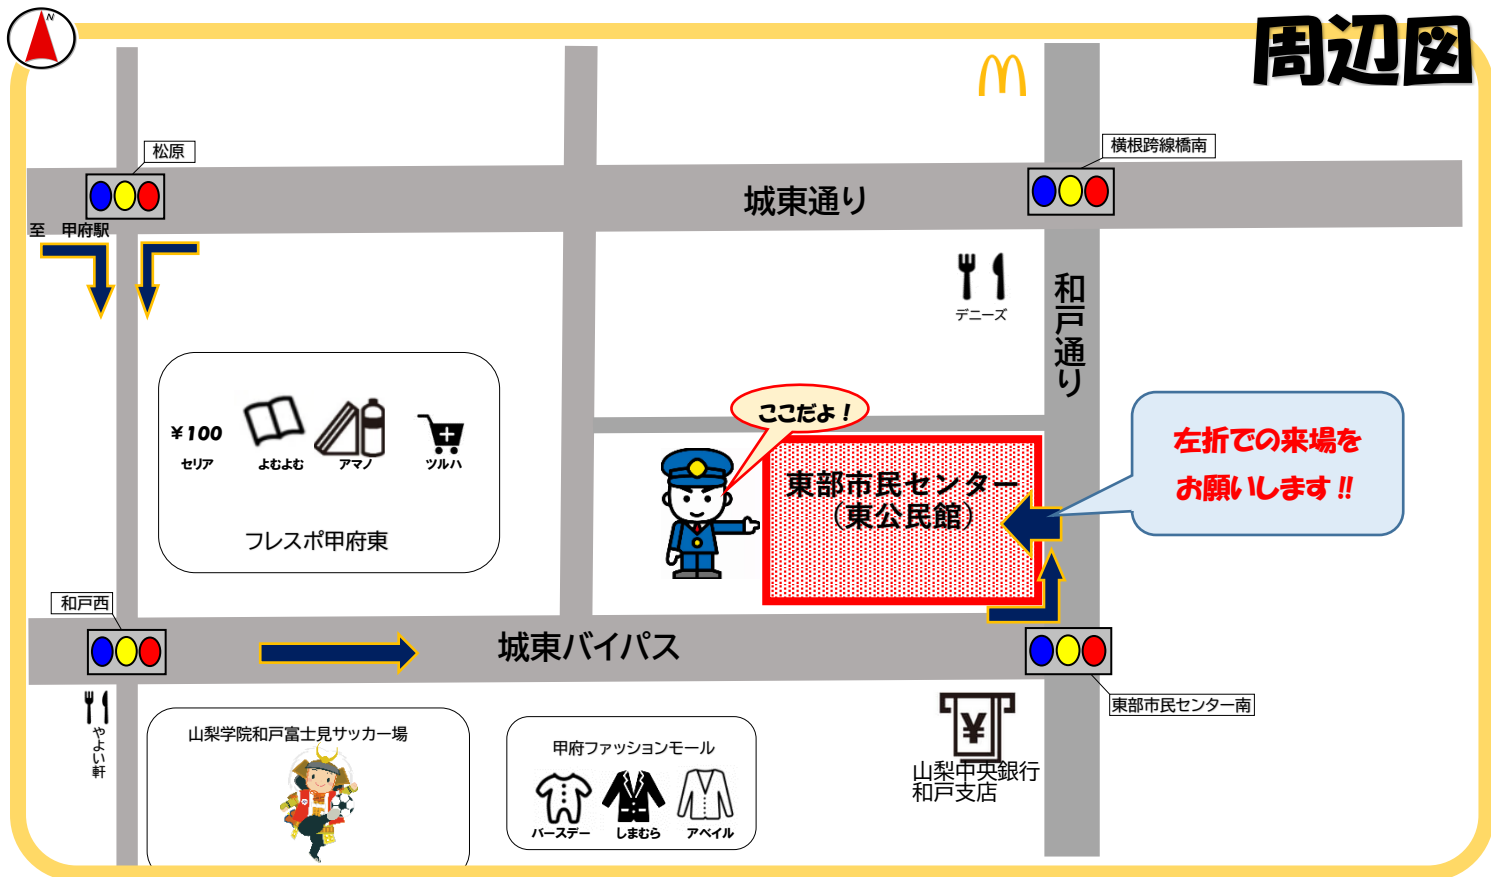 N
周辺図
松原
横根跨線橋南
城東通り
至　甲府駅
デニーズ
和戸通り
ここだよ！
¥100
セリア
よむよむ
アマノ
ツルハ
フレスポ甲府東
東部市民センター
（東公民館）
左折での来場を
お願いします!!
和戸西
城東バイパス
東部市民センター南
やよい軒
山梨学院和戸富士見サッカー場
甲府ファッションモール
バースデー
しまむら
アベイル
¥
山梨中央銀行
和戸支店